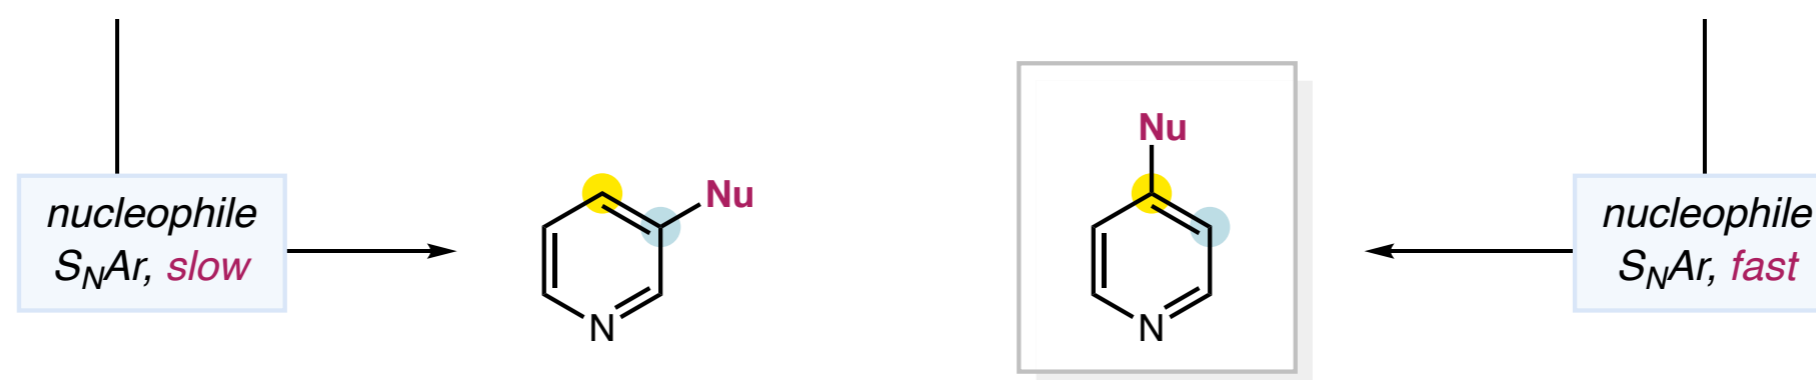 nucleophile
SNAr, slow
Nu
N
Nu
N
nucleophile
SNAr, fast